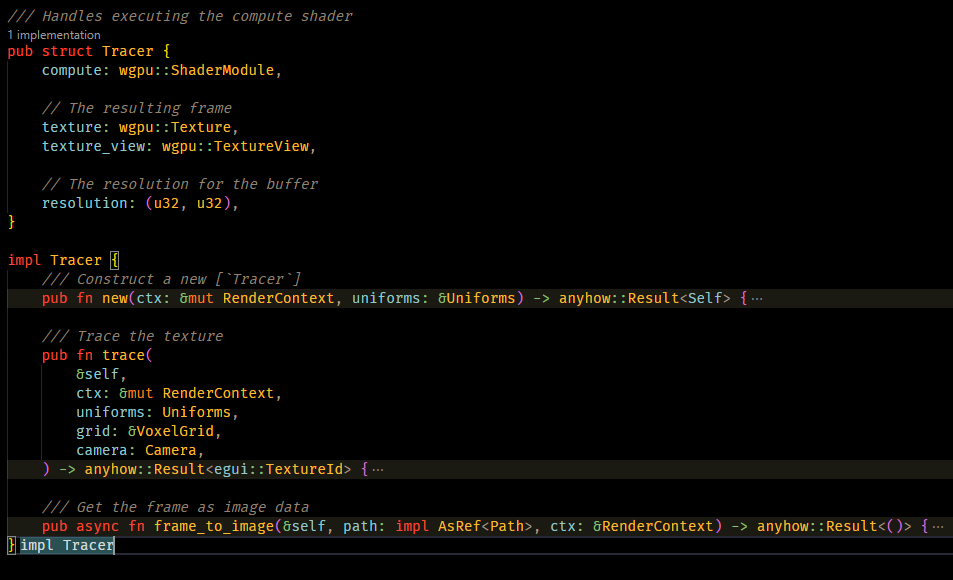 /// Handles executing the compute shader
1 implementation
pub struct Tracer {
    compute: wgpu::ShaderModule,
    // The resulting frame
    texture: wgpu::Texture,
    texture_view: wgpu::TextureView,
    // The resolution for the buffer
    resolution: (u32, u32),
}
impl Tracer {
    /// Construct a new [`Tracer`]
    pub fn new(ctx: &mut RenderContext, uniforms: &Uniforms) -> anyhow::Result<Self> {⋯
    /// Trace the texture
    pub fn trace(
        &self,
        ctx: &mut RenderContext,
        uniforms: Uniforms,
        grid: &VoxelGrid,
        camera: Camera,
    ) -> anyhow::Result<egui::TextureId> {⋯
    /// Get the frame as image data
    pub async fn frame_to_image(&self, path: impl AsRef<Path>, ctx: &RenderContext) -> anyhow::Result<()> {⋯
} impl Tracer